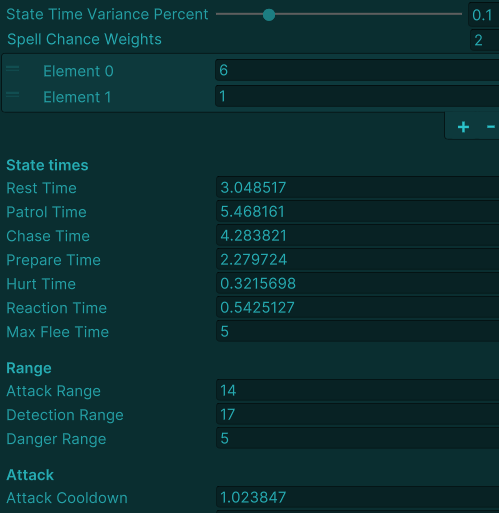 State Time Variance Percent 0.1
Spell Chance Weights 2
Element 0 6
Element 1 1
+ -
State times
Rest Time 3.048517
Patrol Time 5.468161
Chase Time 4.283821
Prepare Time 2.279724
Hurt Time 0.3215698
Reaction Time 0.5425127
Max Flee Time 5
Range
Attack Range 14
Detection Range 17
Danger Range 5
Attack
Attack Cooldown 1.023847